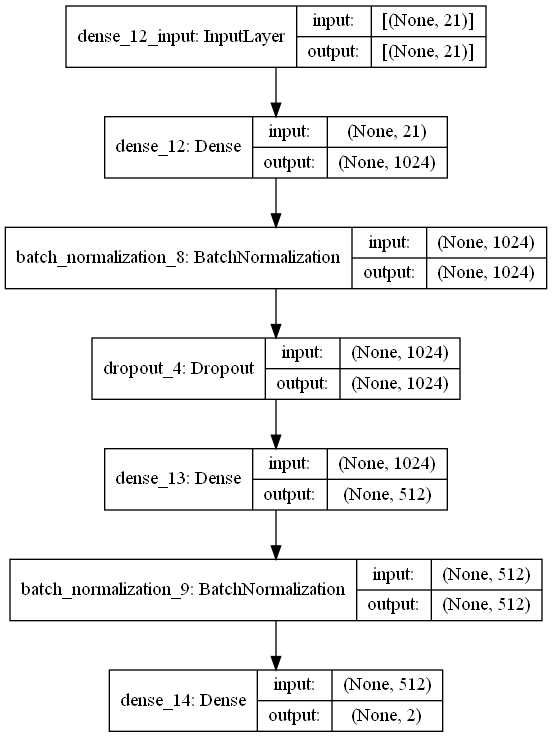 dense_12_input: InputLayer
input:
[(None, 21)]
output:
[(None, 21)]
dense_12: Dense
input:
(None, 21)
output:
(None, 1024)
batch_normalization_8: BatchNormalization
input:
(None, 1024)
output:
(None, 1024)
dropout_4: Dropout
input:
(None, 1024)
output:
(None, 1024)
dense_13: Dense
input:
(None, 1024)
output:
(None, 512)
batch_normalization_9: BatchNormalization
input:
(None, 512)
output:
(None, 512)
dense_14: Dense
input:
(None, 512)
output:
(None, 2)